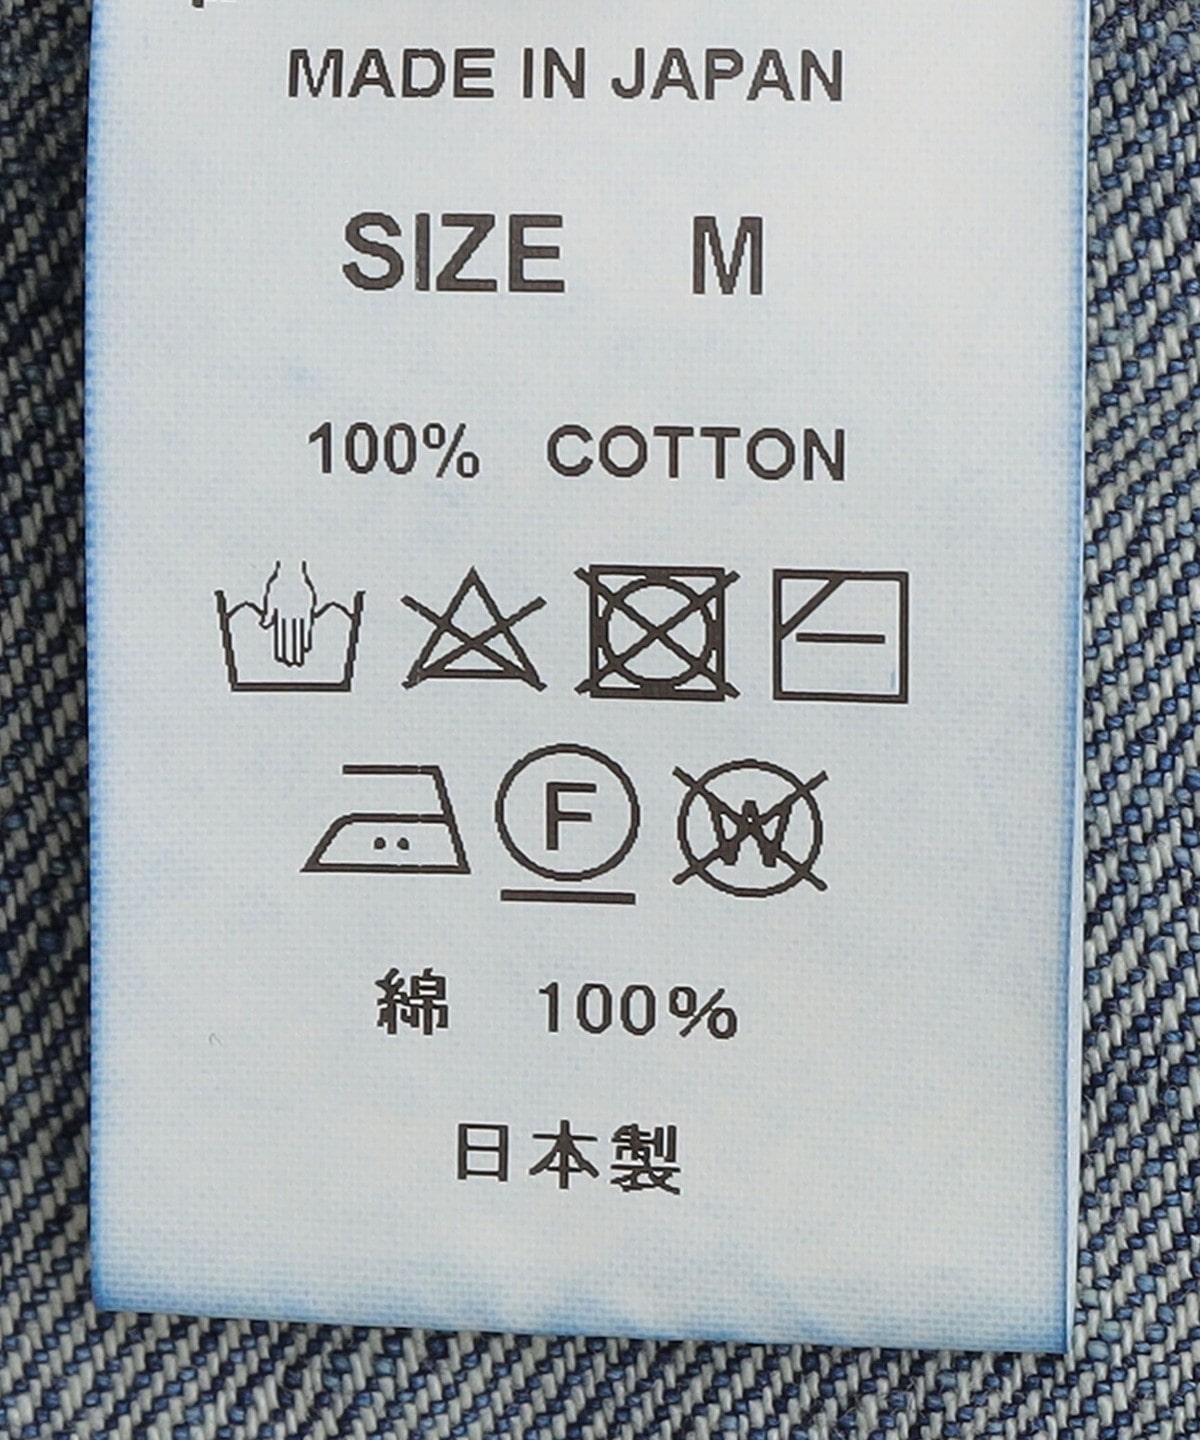 MADE IN JAPAN
SIZE M
100% COTTON
F W
綿 100%
日本製